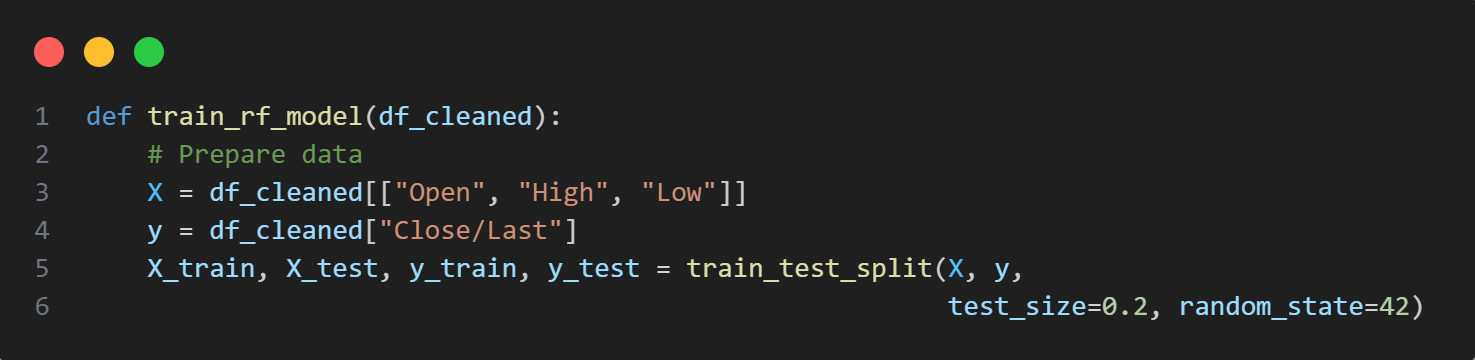 1 def train_rf_model(df_cleaned):
2     # Prepare data
3     X = df_cleaned[["Open", "High", "Low"]]
4     y = df_cleaned["Close/Last"]
5     X_train, X_test, y_train, y_test = train_test_split(X, y,
6                                                         test_size=0.2, random_state=42)